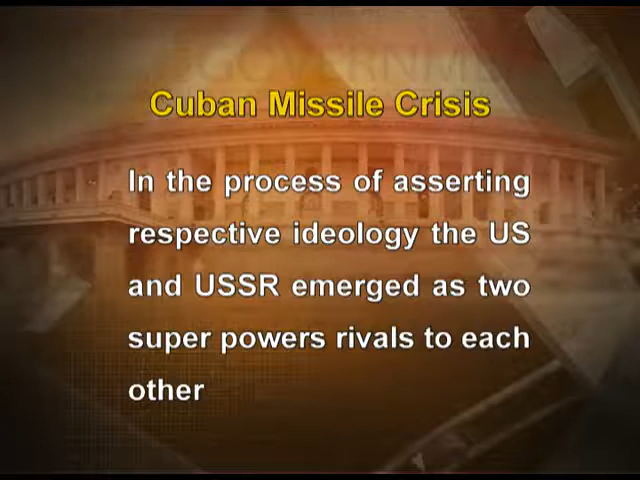 GOVERNME
Cuban Missile Crisis
In the process of asserting
respective ideology the US
and USSR emerged as two
super powers rivals to each
other